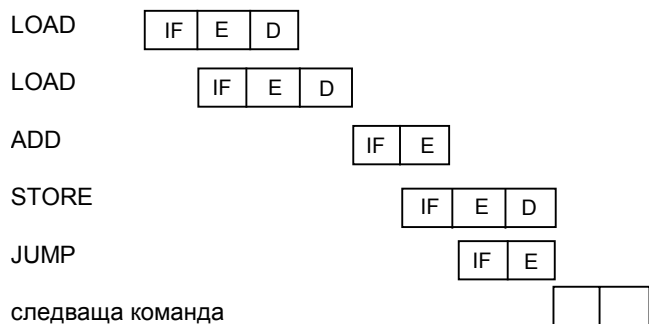 LOAD IF E D
LOAD IF E D
ADD IF E
STORE IF E D
JUMP IF E
следваща команда